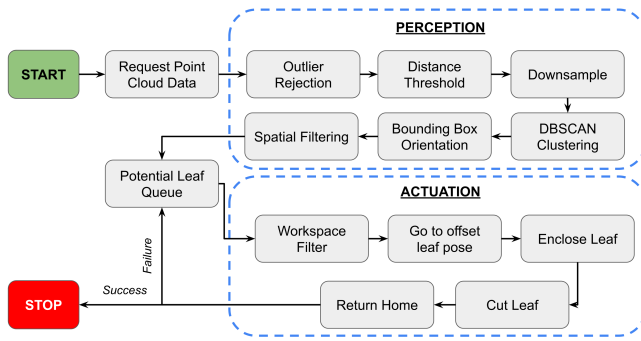 PERCEPTION
START
Request Point
Cloud Data
Outlier
Rejection
Distance
Threshold
Downsample
Spatial Filtering
Bounding Box
Orientation
DBSCAN
Clustering
Potential Leaf
Queue
ACTUATION
Workspace
Filter
Go to offset
leaf pose
Enclose Leaf
Failure
Success
STOP
Return Home
Cut Leaf